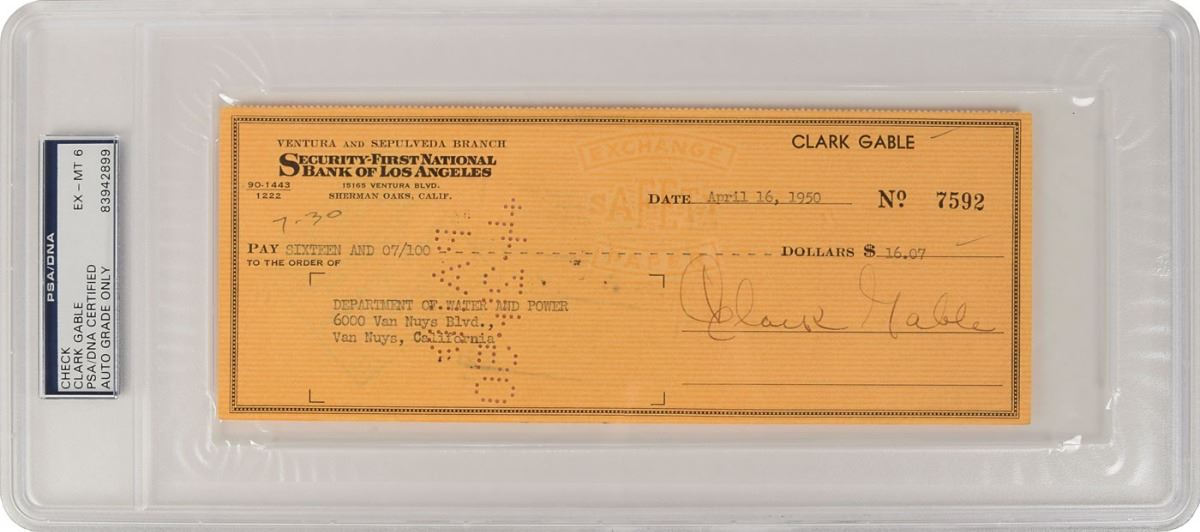 PSA/DNA
CHECK
CLARK GABLE
PSA/DNA CERTIFIED
AUTO GRADE ONLY
EX - MT 6
83942899
VENTURA AND SEPULVEDA BRANCH
SECURITY-FIRST NATIONAL
BANK OF LOS ANGELES
90-1443
1222
15165 VENTURA BLVD.
SHERMAN OAKS, CALIF.
CLARK GABLE
EXCHANGE
SAFETY
PAPER
DATE April 16, 1950 Nº 7592
7-30
PAY SIXTEEN AND 07/100 - - - - - - - - - - - - - - - - - - - - DOLLARS $ 16.07
TO THE ORDER OF
DEPARTMENT OF WATER AND POWER
6000 Van Nuys Blvd.,
Van Nuys, California
Clark Gable